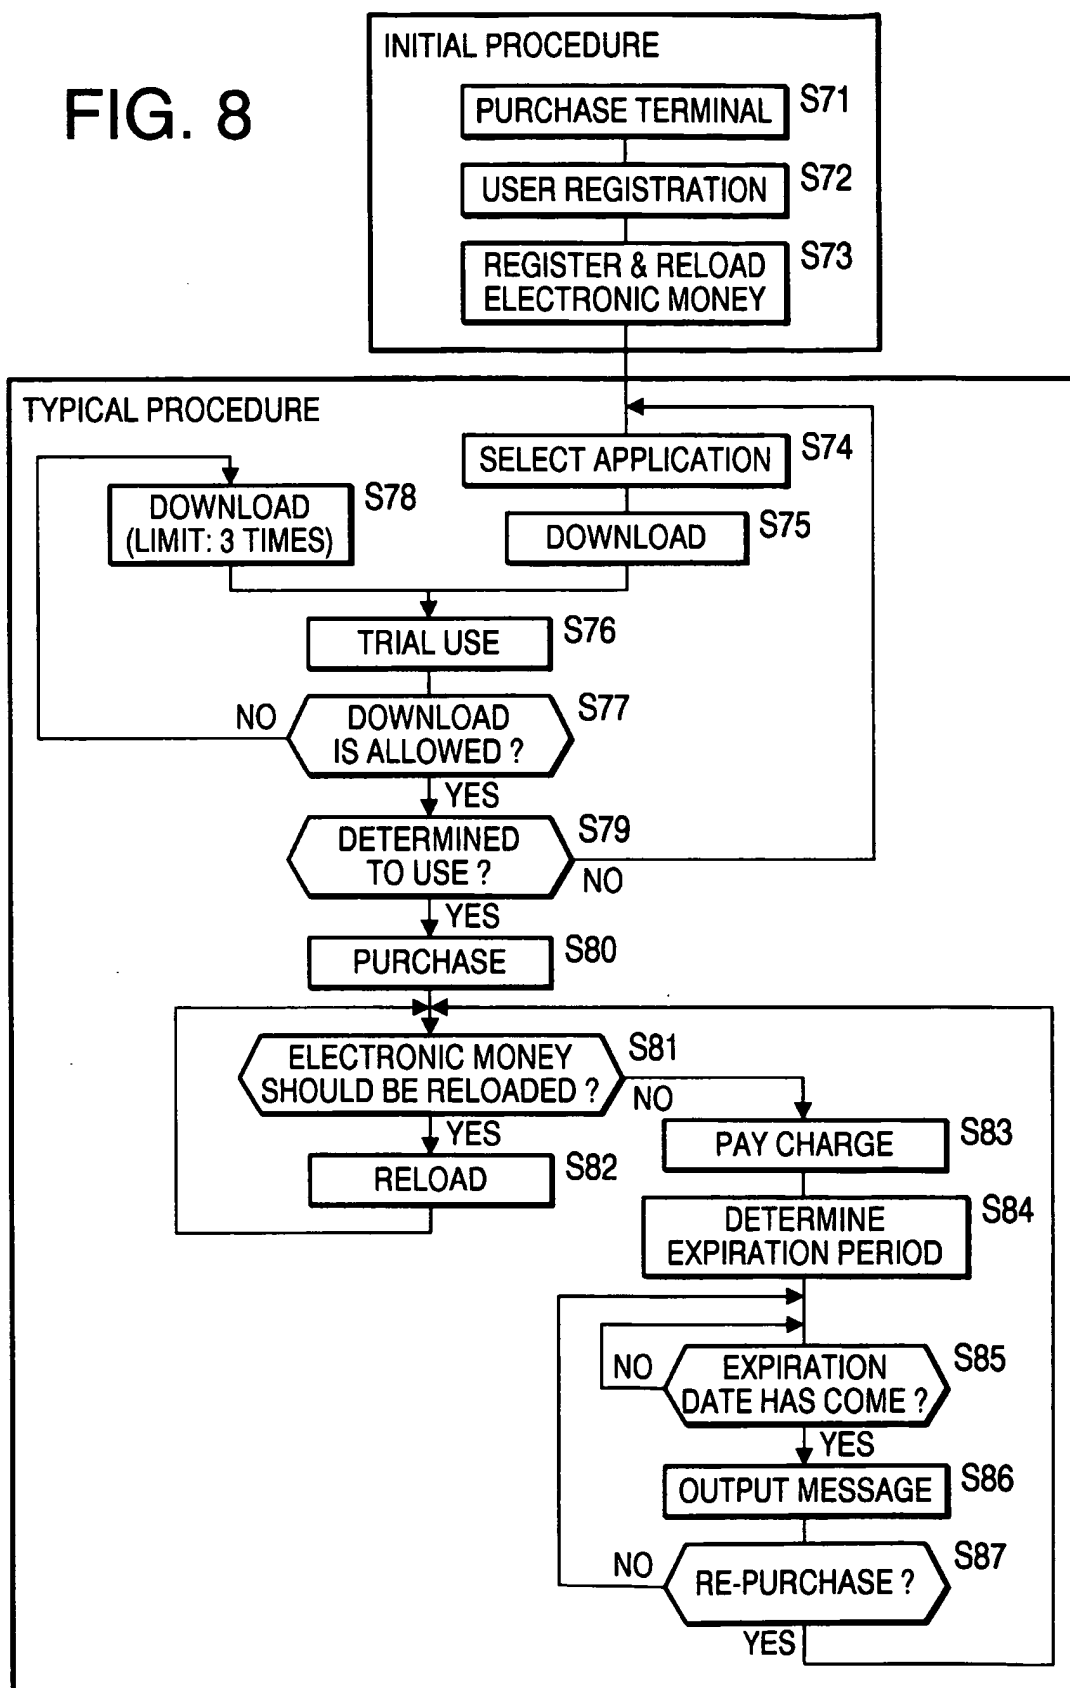 FIG. 8
INITIAL PROCEDURE
PURCHASE TERMINAL
S71
USER REGISTRATION
S72
REGISTER & RELOAD
ELECTRONIC MONEY
S73
TYPICAL PROCEDURE
SELECT APPLICATION
S74
DOWNLOAD
(LIMIT: 3 TIMES)
S78
DOWNLOAD
S75
TRIAL USE
S76
NO
DOWNLOAD
IS ALLOWED ?
S77
YES
DETERMINED
TO USE ?
S79
NO
YES
PURCHASE
S80
ELECTRONIC MONEY
SHOULD BE RELOADED ?
S81
NO
YES
RELOAD
S82
PAY CHARGE
S83
DETERMINE
EXPIRATION PERIOD
S84
NO
EXPIRATION
DATE HAS COME ?
S85
YES
OUTPUT MESSAGE
S86
NO
RE-PURCHASE ?
S87
YES